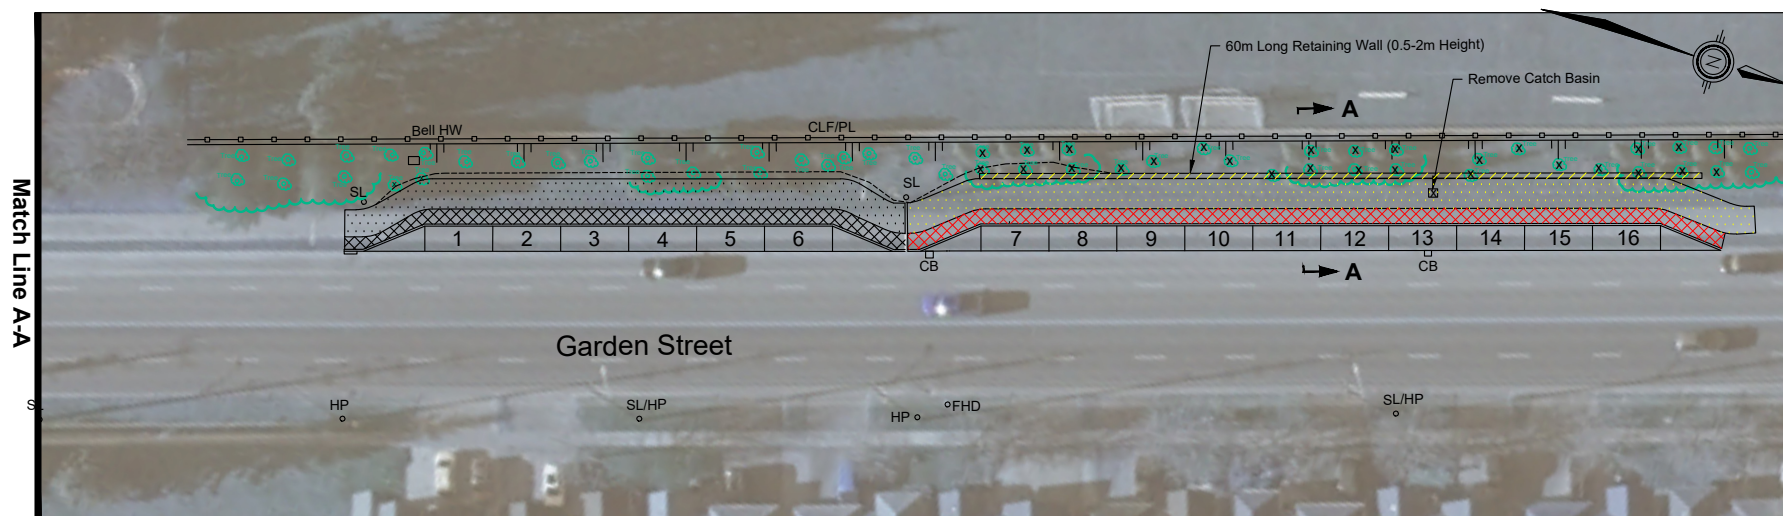 60m Long Retaining Wall (0.5-2m Height)
Remove Catch Basin
N
A
Bell HW
CLF/PL
SL
SL
1 2 3 4 5 6 7 8 9 10 11 12 13 14 15 16
CB
CB
A
Match Line A-A
Garden Street
HP
SL/HP
HP
FHD
SL/HP